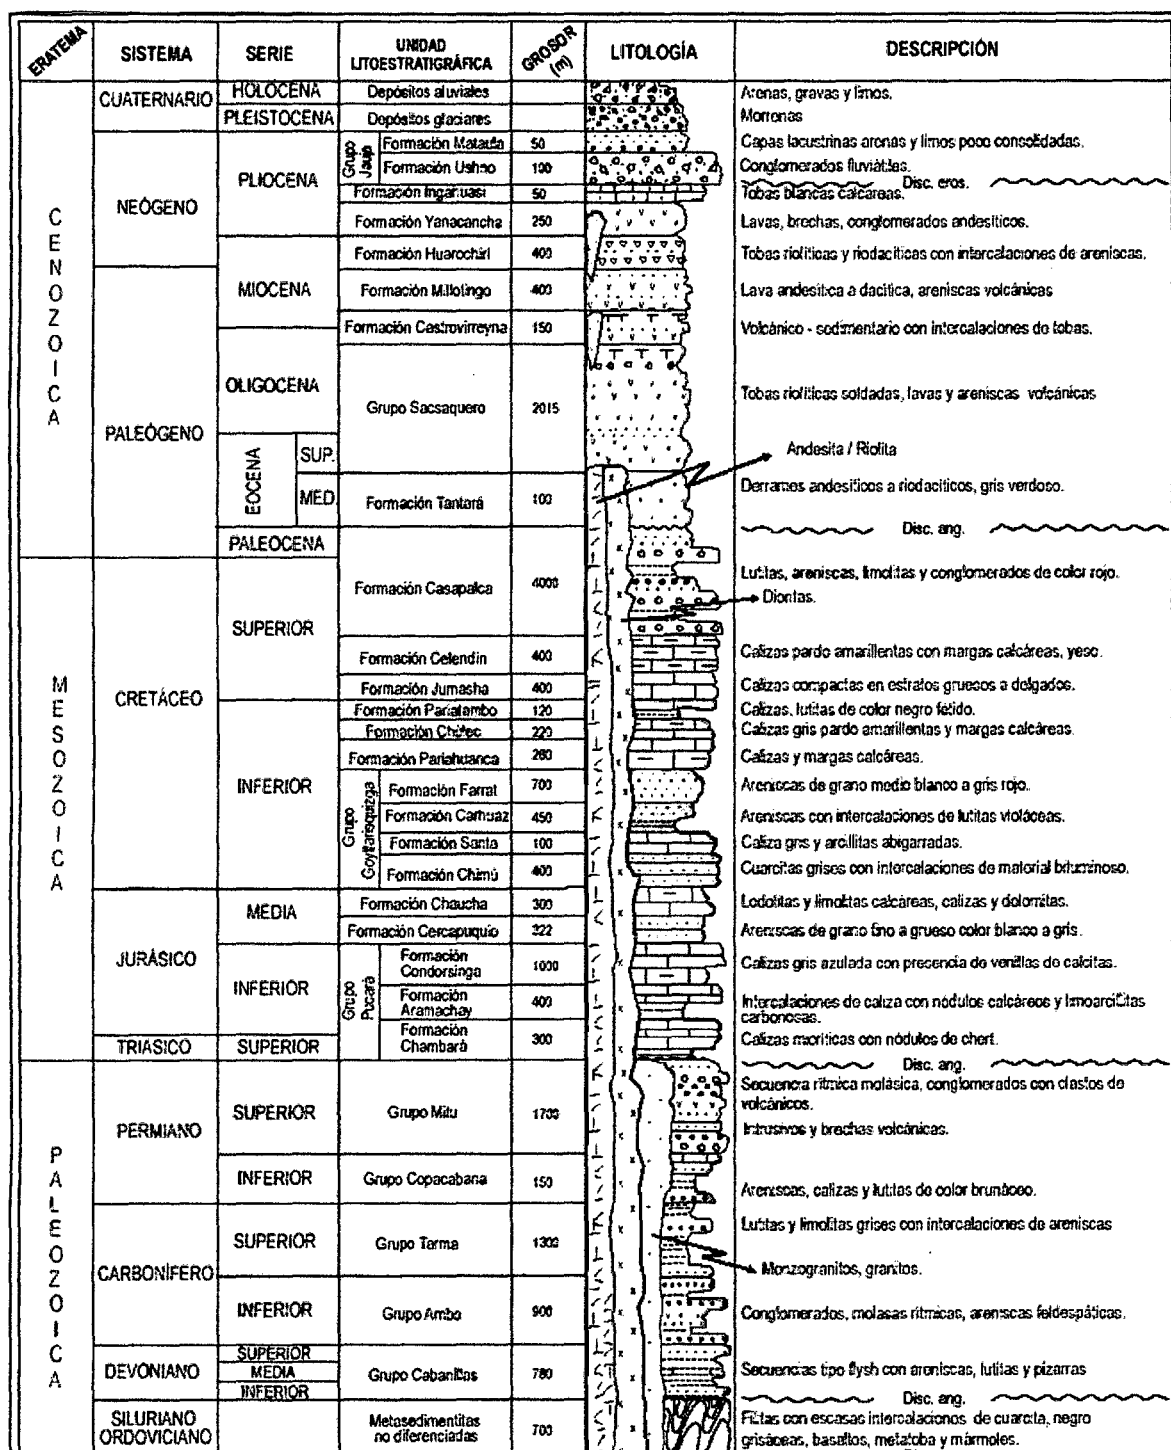 ERATEMA SISTEMA SERIE UNIDAD LITOESTRATIGRÁFICA GROSOR (m) LITOLOGÍA DESCRIPCIÓN
CENOZOICA
CUATERNARIO HOLOCENA Depósitos aluviales Arenas, gravas y limos.
PLEISTOCENA Depósitos glaciares Morrenas
NEÓGENO PLIOCENA Grupo Jauja Formación Mataula 50 Capas lacustrinas arenas y limos poco consolidadas.
Formación Ushno 100 Conglomerados fluviátiles.
Disc. eros.
Formación Ingahuasi 50 Tobas blancas calcáreas.
Formación Yanacancha 250 Lavas, brechas, conglomerados andesíticos.
MIOCENA Formación Huarochirí 400 Tobas riolíticas y riodacíticas con intercalaciones de areniscas.
PALEÓGENO Formación Millotingo 400 Lava andesítica a dacítica, areniscas volcánicas
OLIGOCENA Formación Castrovirreyna 150 Volcánico - sedimentario con intercalaciones de tobas.
Grupo Sacsaquero 2015 Tobas riolíticas soldadas, lavas y areniscas volcánicas
EOCENA SUP.
Andesita / Riolita
MED. Formación Tantará 100 Derrames andesíticos a riodacíticos, gris verdoso.
Disc. ang.
PALEOCENA
MESOZOICA
CRETÁCEO SUPERIOR Formación Casapalca 4000 Lutitas, areniscas, limolitas y conglomerados de color rojo.
Dioritas.
Formación Celendín 400 Calizas pardo amarillentas con margas calcáreas, yeso.
Formación Jumasha 400 Calizas compactas en estratos gruesos a delgados.
INFERIOR Formación Pariatambo 120 Calizas, lutitas de color negro fétido.
Formación Chúlec 220 Calizas gris pardo amarillentas y margas calcáreas.
Formación Pariahuanca 260 Calizas y margas calcáreas.
Grupo Goyllarisquizga Formación Farrat 700 Areniscas de grano medio blanco a gris rojo.
Formación Carhuaz 450 Areniscas con intercalaciones de lutitas violáceas.
Formación Santa 100 Caliza gris y arcillitas abigarradas.
Formación Chimú 400 Cuarcitas grises con intercalaciones de material bituminoso.
JURÁSICO MEDIA Formación Chaucha 300 Lodolitas y limolitas calcáreas, calizas y dolomitas.
Formación Cercapuquio 322 Areniscas de grano fino a grueso color blanco a gris.
INFERIOR Grupo Pucará Formación Condorsinga 1000 Calizas gris azulada con presencia de venillas de calcitas.
Formación Aramachay 400 Intercalaciones de caliza con nódulos calcáreos y limoarcillitas
carbonosas.
TRIASICO SUPERIOR Formación Chambará 300 Calizas micríticas con nódulos de chert.
Disc. ang.
PALEOZOICA
PERMIANO SUPERIOR Grupo Mitu 1700 Secuencia rítmica molásica, conglomerados con clastos de
volcánicos.
Intrusivos y brechas volcánicas.
INFERIOR Grupo Copacabana 150 Areniscas, calizas y lutitas de color brunáceo.
CARBONÍFERO SUPERIOR Grupo Tarma 1300 Lutitas y limolitas grises con intercalaciones de areniscas
Monzogranitos, granitos.
INFERIOR Grupo Ambo 900 Conglomerados, molasas rítmicas, areniscas feldespáticas.
DEVONIANO SUPERIOR
MEDIA Grupo Cabanillas 780 Secuencias tipo flysh con areniscas, lutitas y pizarras
INFERIOR
Disc. ang.
SILURIANO
ORDOVICIANO Metasedimentitas no diferenciadas 700 Filitas con escasas intercalaciones de cuarcita, negro
grisáceas, basaltos, metatoba y mármoles.